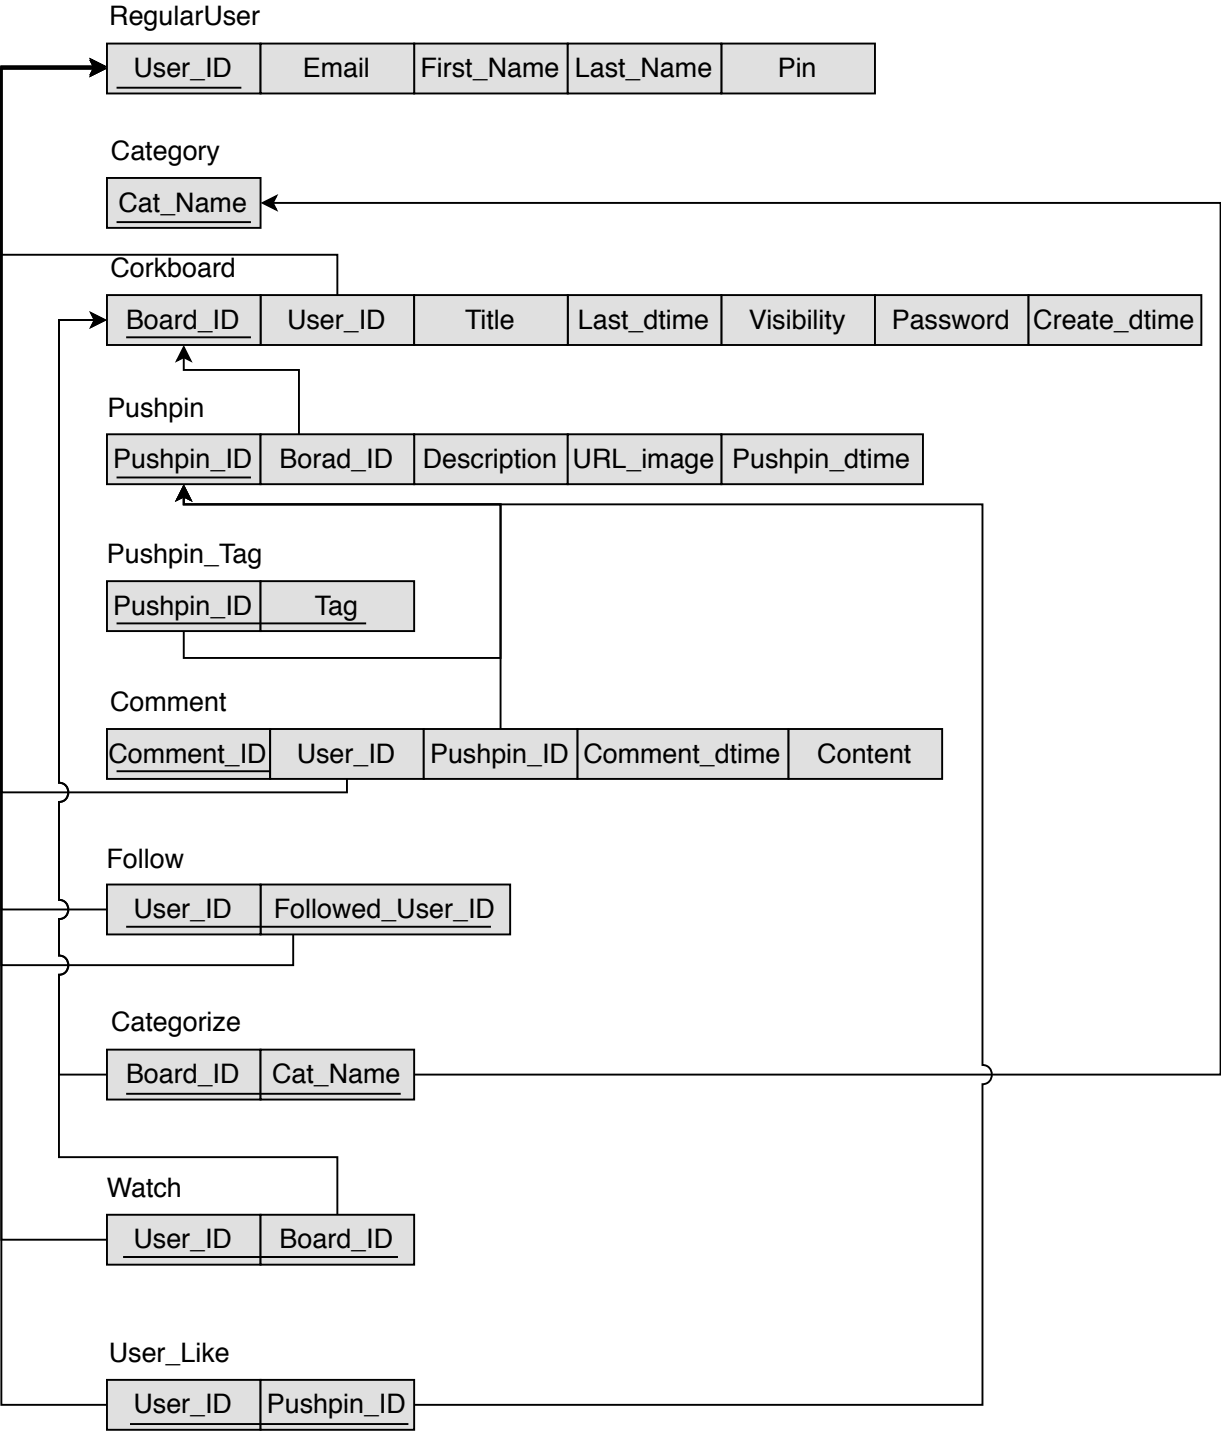 RegularUser
User_ID Email First_Name Last_Name Pin
Category
Cat_Name
Corkboard
Board_ID User_ID Title Last_dtime Visibility Password Create_dtime
Pushpin
Pushpin_ID Borad_ID Description URL_image Pushpin_dtime
Pushpin_Tag
Pushpin_ID Tag
Comment
Comment_ID User_ID Pushpin_ID Comment_dtime Content
Follow
User_ID Followed_User_ID
Categorize
Board_ID Cat_Name
Watch
User_ID Board_ID
User_Like
User_ID Pushpin_ID